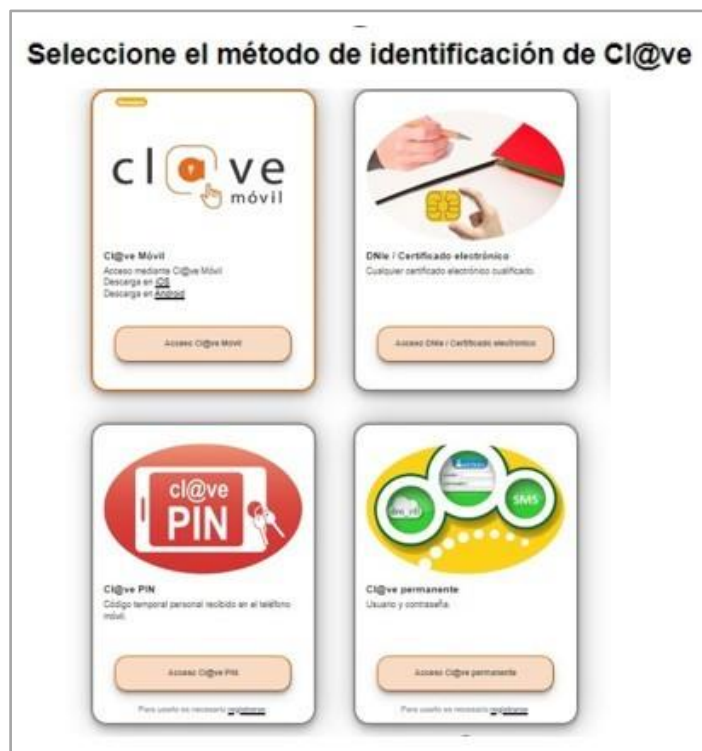 Seleccione el método de identificación de Cl@ve
cl@ve
móvil
Cl@ve Móvil
Acceso mediante Cl@ve Móvil
Descarga en iOS
Descarga en Android
Acceso Cl@ve Móvil
DNIe / Certificado electrónico
Cualquier certificado electrónico cualificado.
Acceso DNIe / Certificado electrónico
cl@ve
PIN
Cl@ve PIN
Código temporal personal recibido en el teléfono
móvil.
Acceso Cl@ve PIN
Para usarlo es necesario registrarse
SMS
Cl@ve permanente
Usuario y contraseña.
Acceso Cl@ve permanente
Para usarlo es necesario registrarse